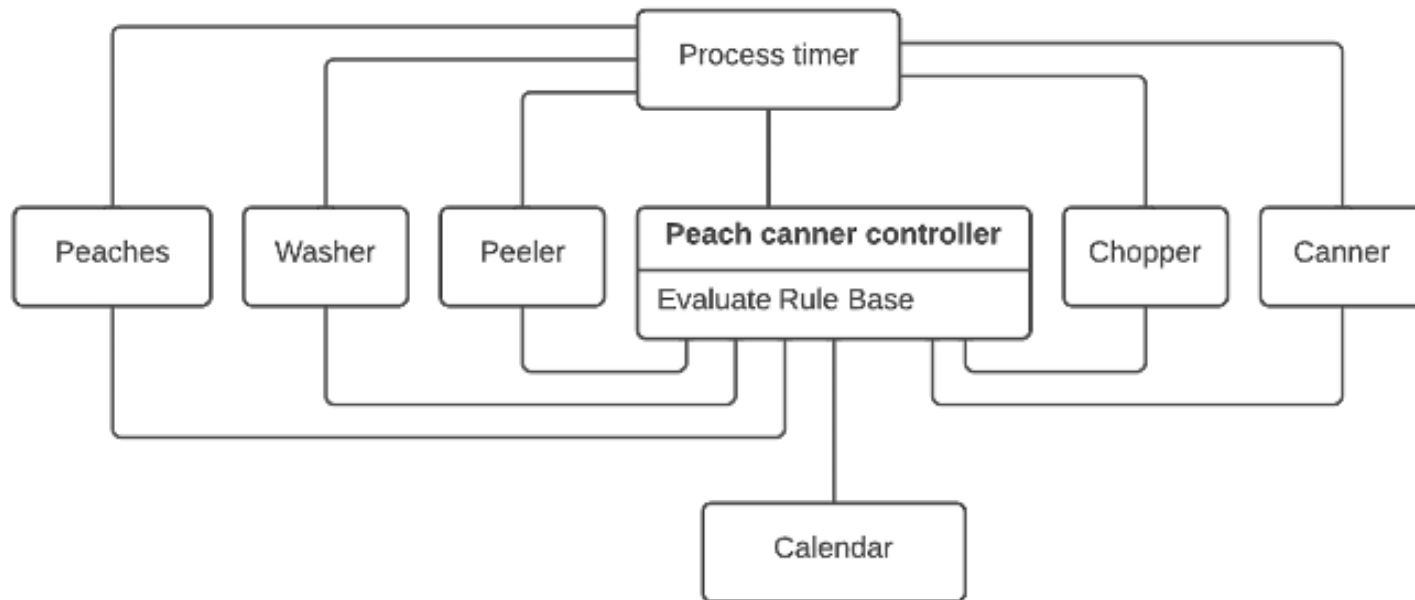 Process timer
Peaches
Washer
Peeler
Peach canner controller
Evaluate Rule Base
Chopper
Canner
Calendar